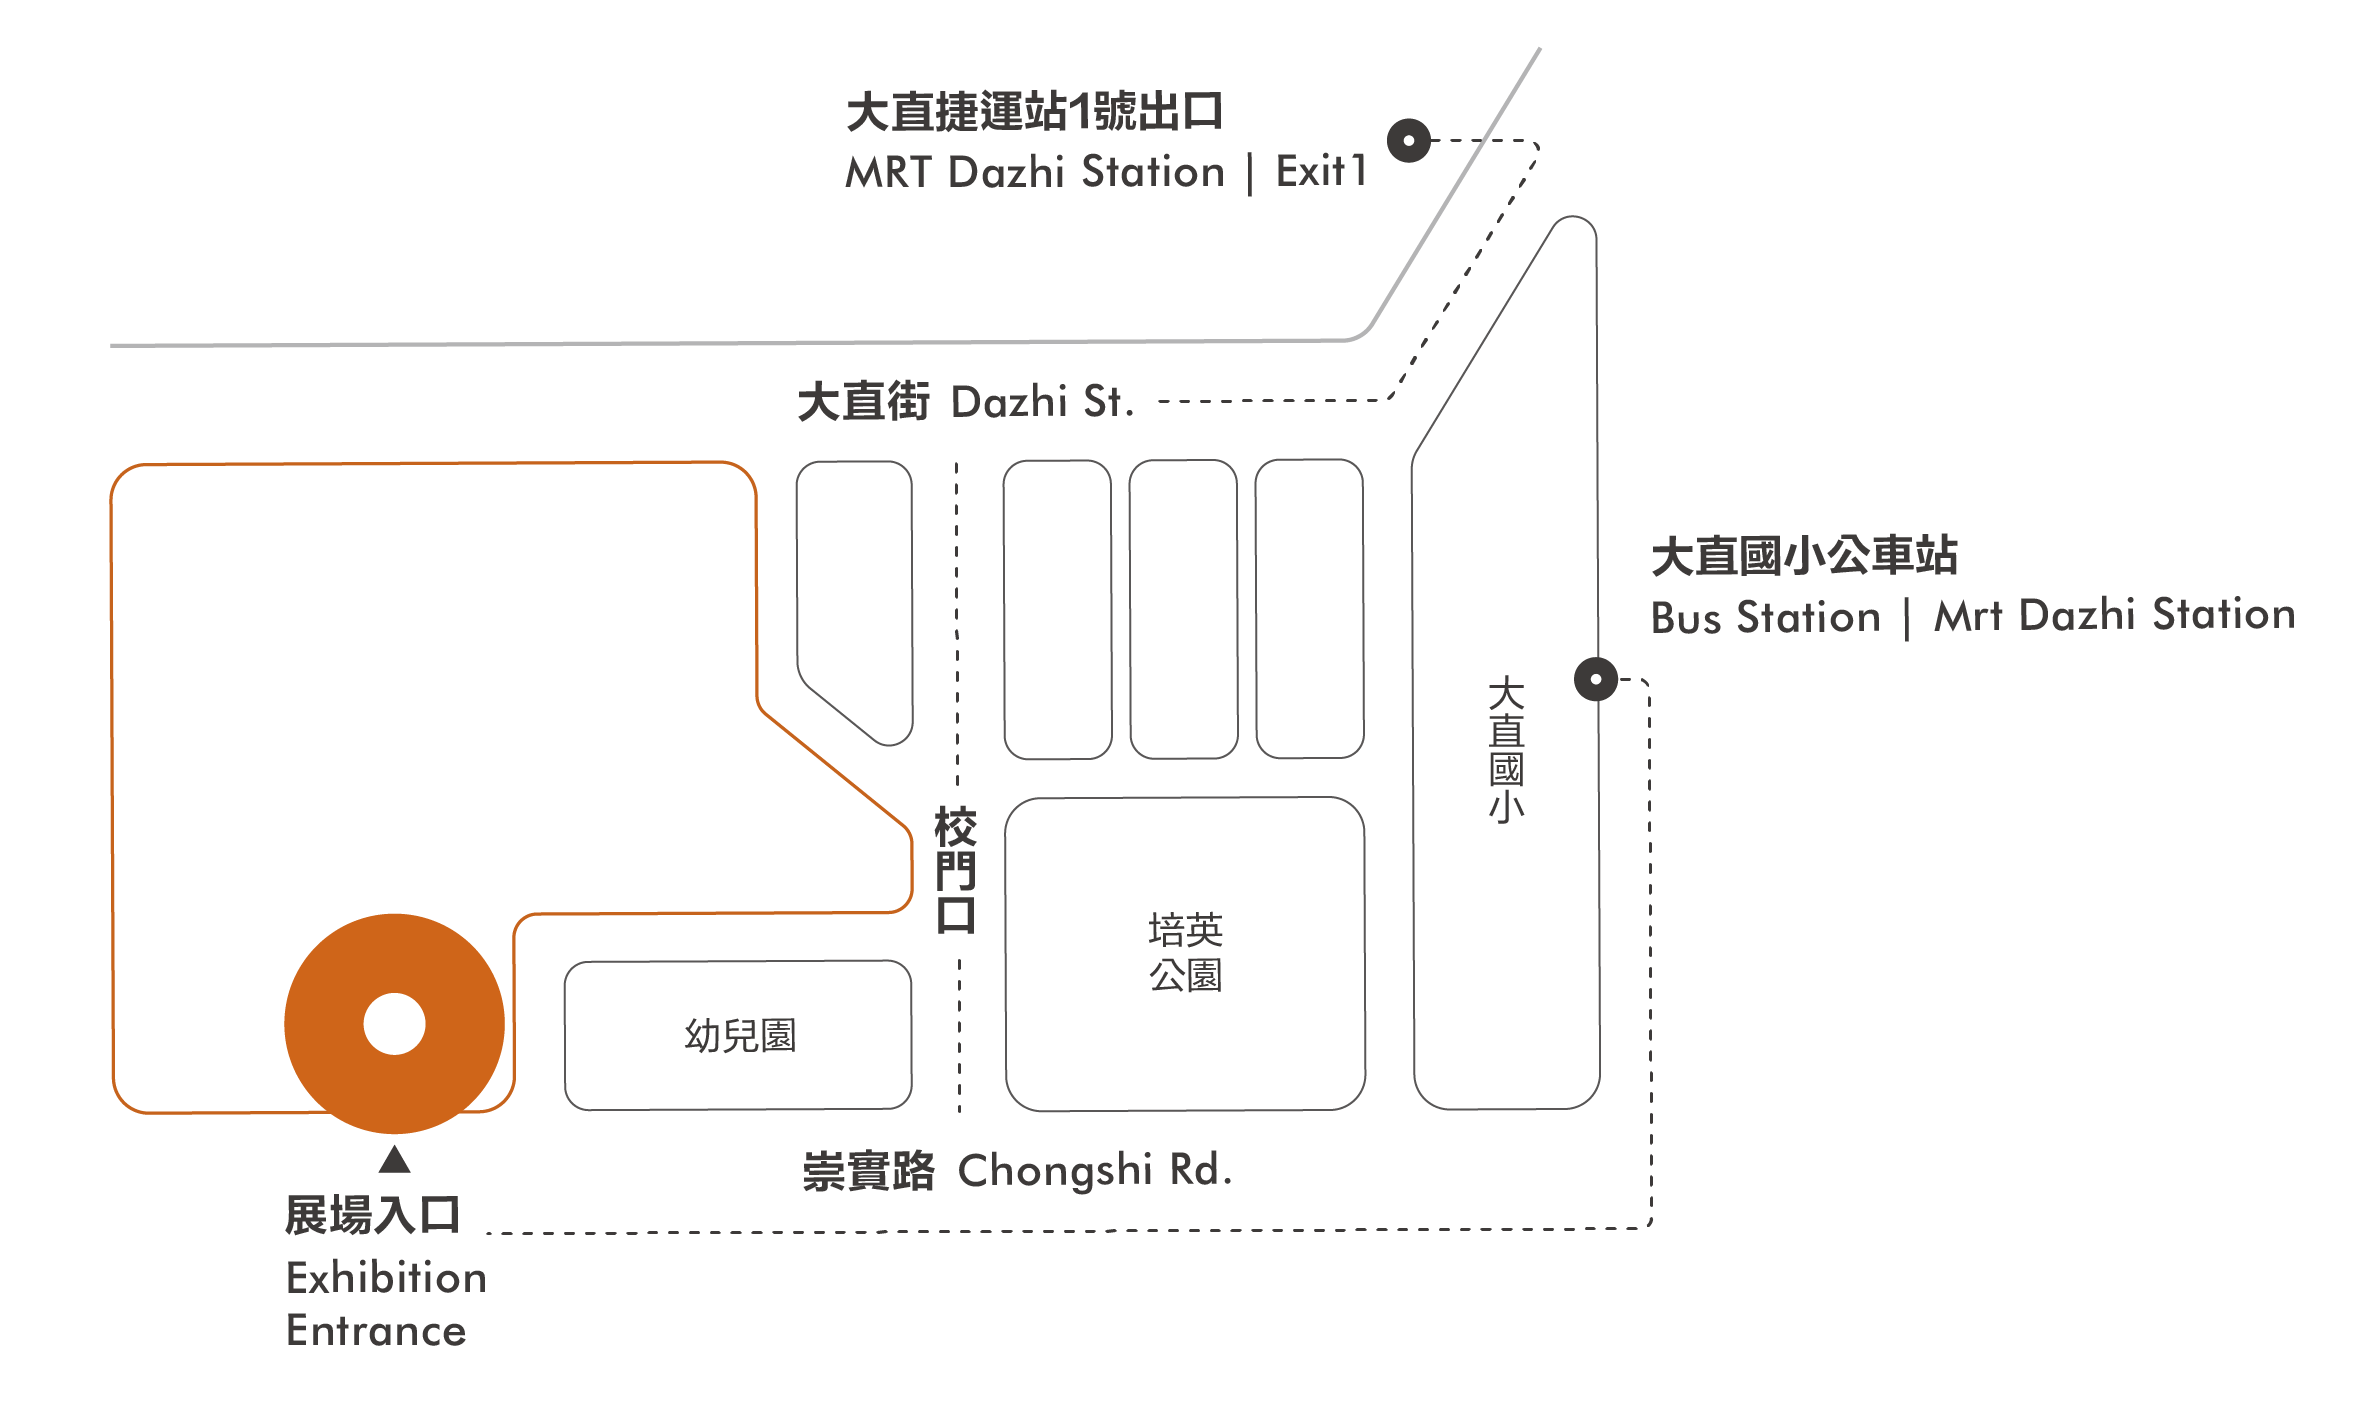 大直捷運站1號出口
MRT Dazhi Station | Exit1
大直街 Dazhi St.
大直國小公車站
Bus Station | Mrt Dazhi Station
大直國小
校門口
培英
公園
幼兒園
崇實路 Chongshi Rd.
展場入口
Exhibition
Entrance